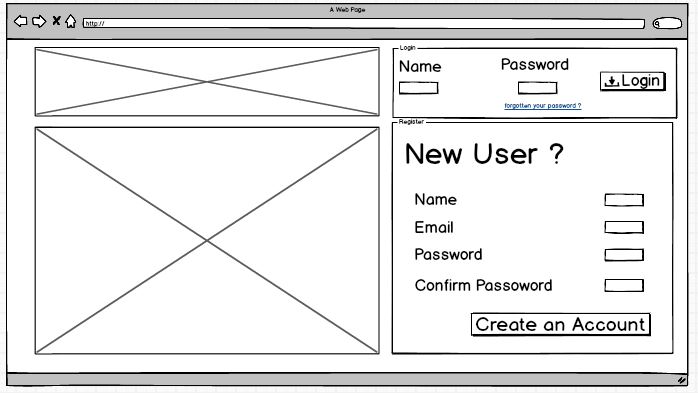 A Web Page
http://
Login
Name
Password
Login
forgotten your password ?
Register
New User ?
Name
Email
Password
Confirm Passoword
Create an Account